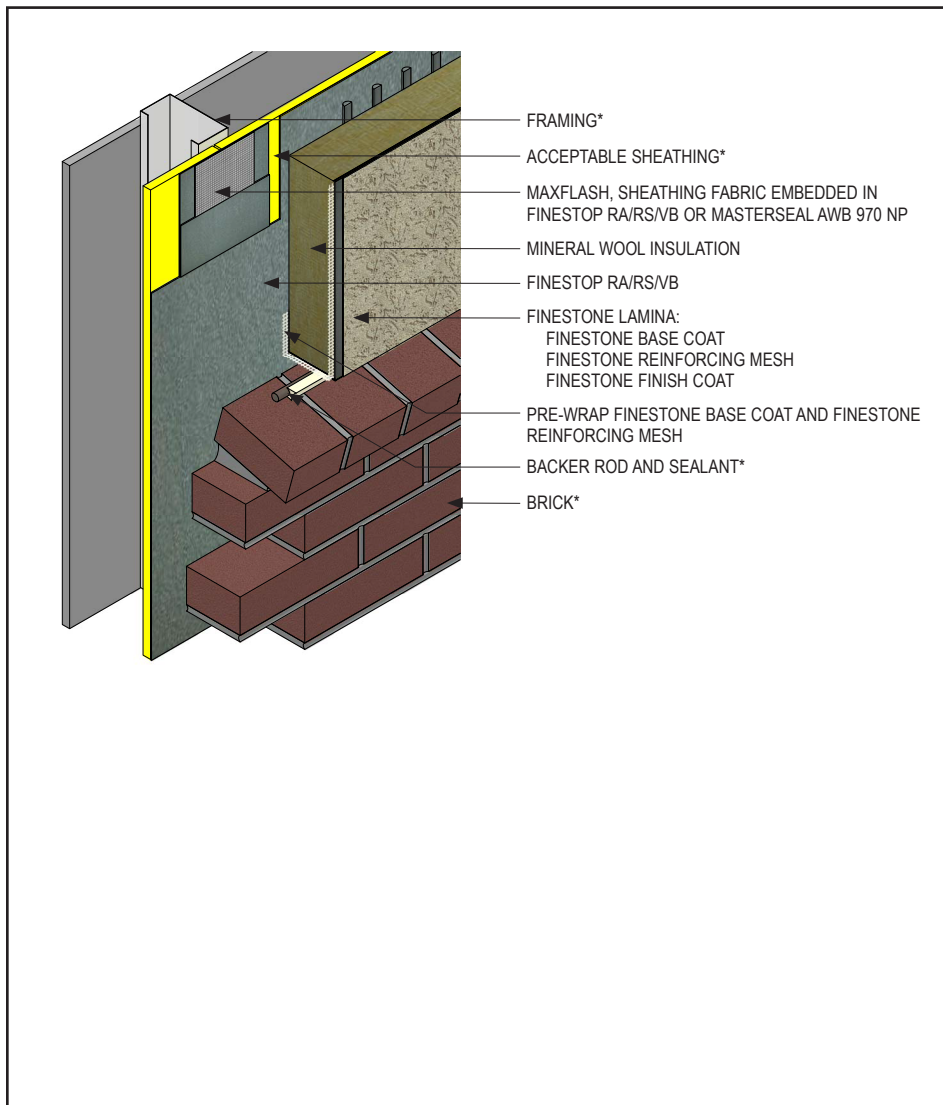 FRAMING*
ACCEPTABLE SHEATHING*
MAXFLASH, SHEATHING FABRIC EMBEDDED IN
FINESTOP RA/RS/VB OR MASTERSEAL AWB 970 NP
MINERAL WOOL INSULATION
FINESTOP RA/RS/VB
FINESTONE LAMINA:
FINESTONE BASE COAT
FINESTONE REINFORCING MESH
FINESTONE FINISH COAT
PRE-WRAP FINESTONE BASE COAT AND FINESTONE
REINFORCING MESH
BACKER ROD AND SEALANT*
BRICK*